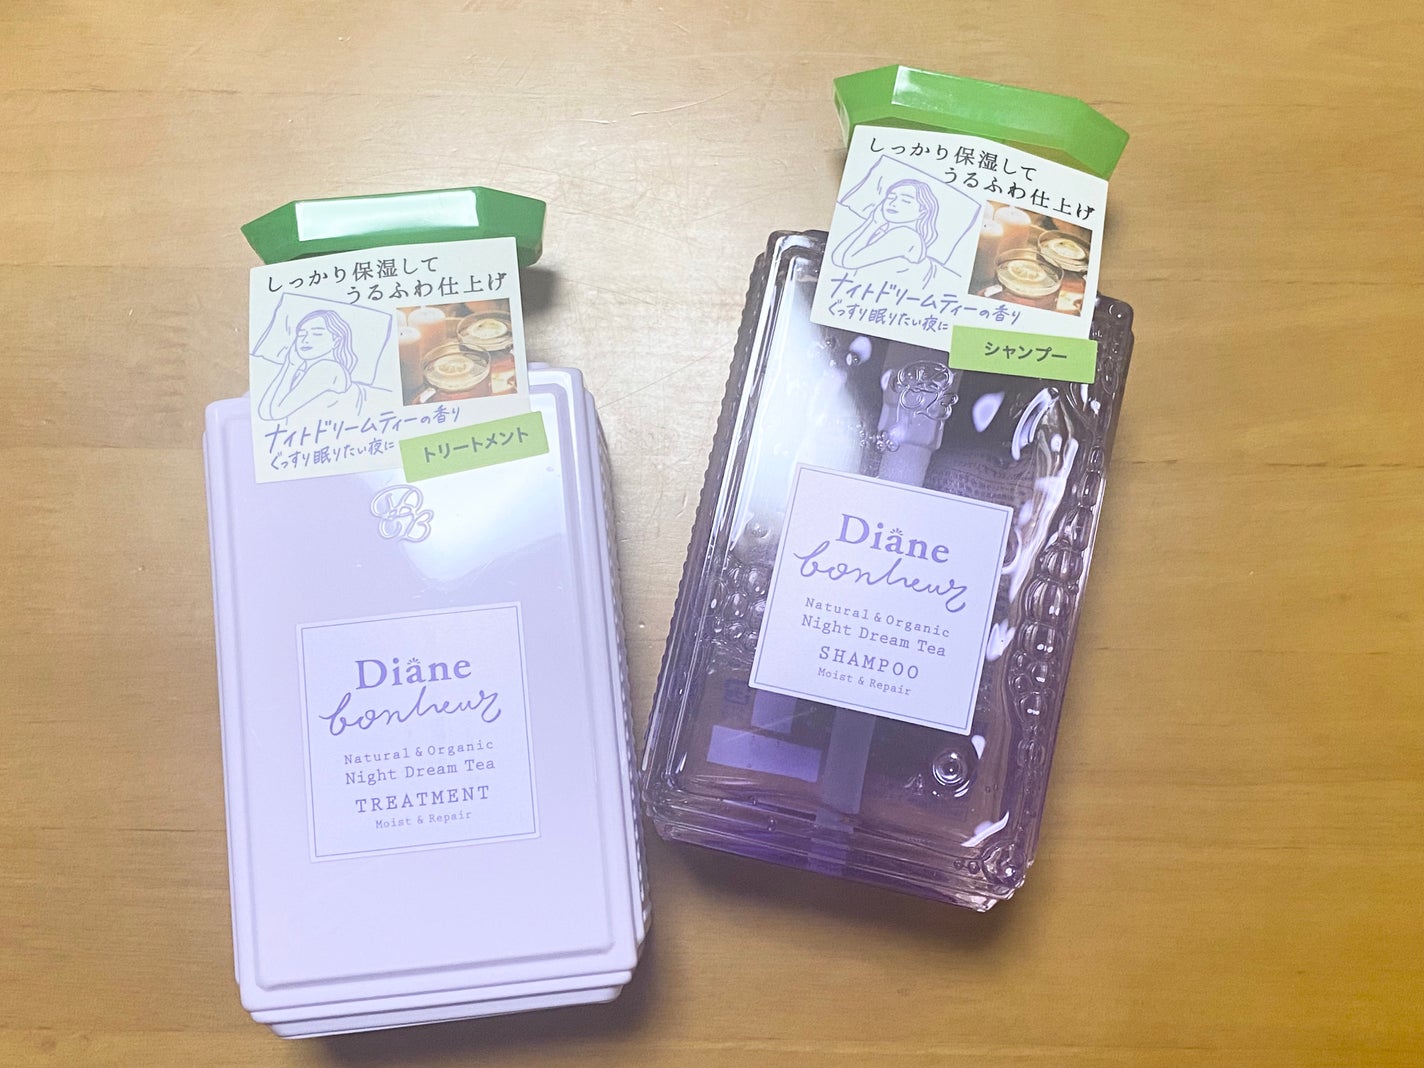 しっかり保湿して
うるふわ仕上げ
ナイトドリームティーの香り
ぐっすり眠りたい夜に
トリートメント
Diane
bonheur
Natural & Organic
Night Dream Tea
TREATMENT
Moist & Repair
しっかり保湿して
うるふわ仕上げ
ナイトドリームティーの香り
ぐっすり眠りたい夜に
シャンプー
Diane
bonheur
Natural & Organic
Night Dream Tea
SHAMPOO
Moist & Repair